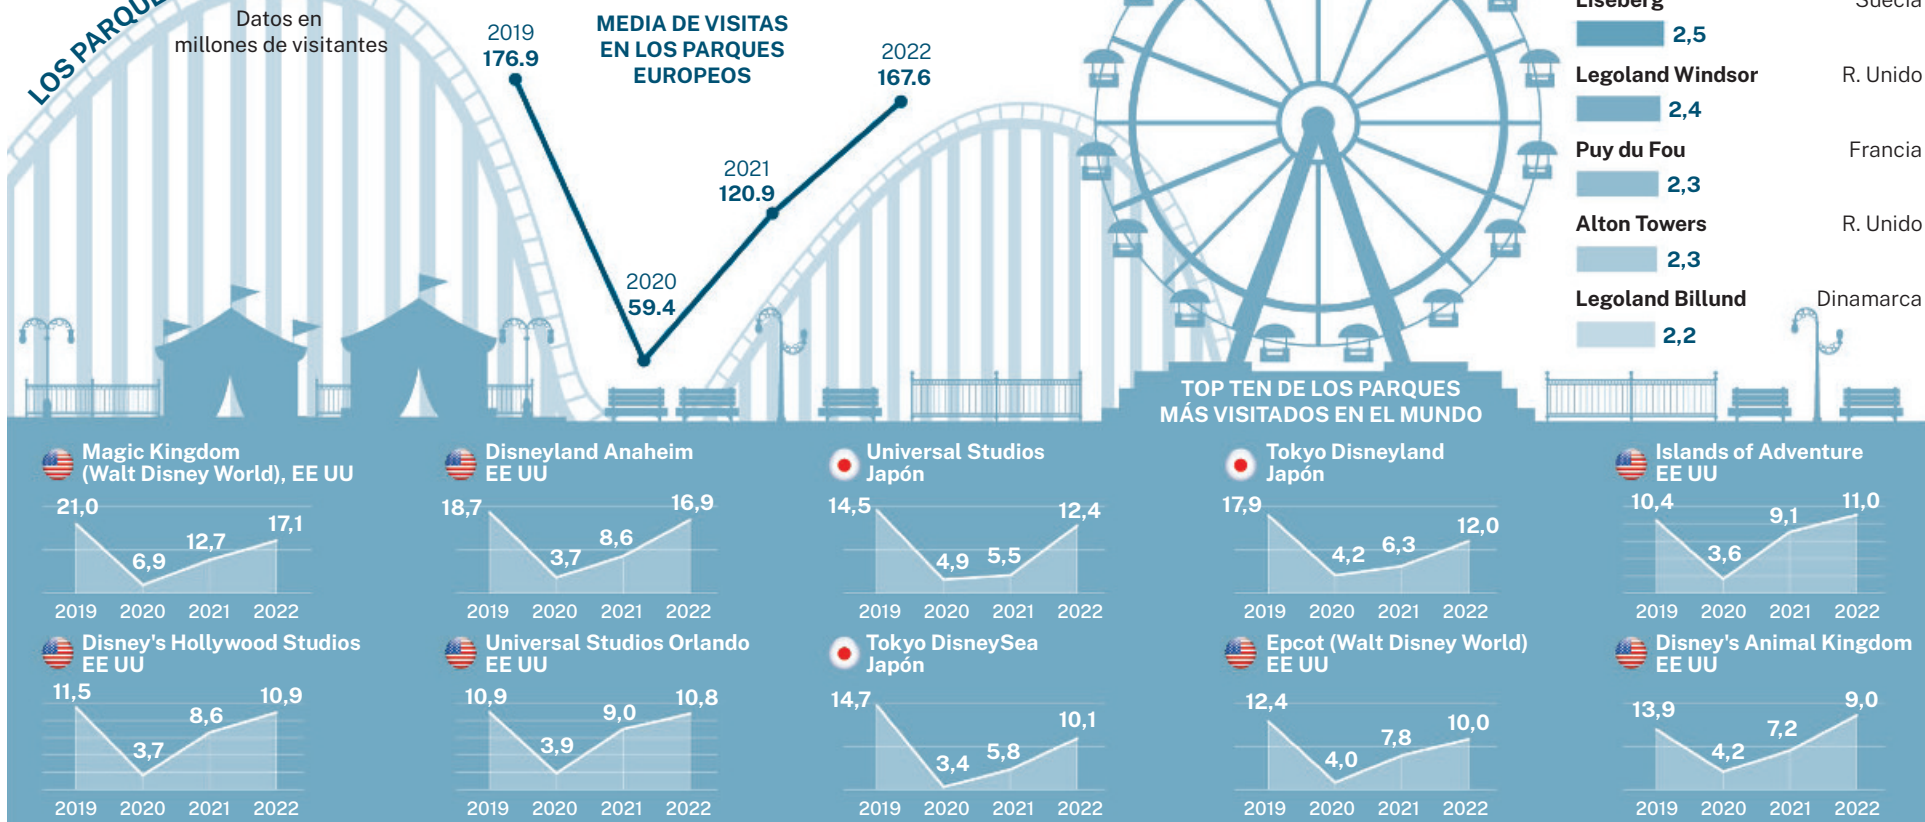 LOS PARQUE
Datos en
millones de visitantes
MEDIA DE VISITAS
EN LOS PARQUES
EUROPEOS
2019
176.9
2020
59.4
2021
120.9
2022
167.6
Liseberg Suecia
2,5
Legoland Windsor R. Unido
2,4
Puy du Fou Francia
2,3
Alton Towers R. Unido
2,3
Legoland Billund Dinamarca
2,2
TOP TEN DE LOS PARQUES
MÁS VISITADOS EN EL MUNDO
Magic Kingdom
(Walt Disney World), EE UU
21,0
6,9
12,7
17,1
2019 2020 2021 2022
Disneyland Anaheim
EE UU
18,7
3,7
8,6
16,9
2019 2020 2021 2022
Universal Studios
Japón
14,5
4,9
5,5
12,4
2019 2020 2021 2022
Tokyo Disneyland
Japón
17,9
4,2
6,3
12,0
2019 2020 2021 2022
Islands of Adventure
EE UU
10,4
3,6
9,1
11,0
2019 2020 2021 2022
Disney's Hollywood Studios
EE UU
11,5
3,7
8,6
10,9
2019 2020 2021 2022
Universal Studios Orlando
EE UU
10,9
3,9
9,0
10,8
2019 2020 2021 2022
Tokyo DisneySea
Japón
14,7
3,4
5,8
10,1
2019 2020 2021 2022
Epcot (Walt Disney World)
EE UU
12,4
4,0
7,8
10,0
2019 2020 2021 2022
Disney's Animal Kingdom
EE UU
13,9
4,2
7,2
9,0
2019 2020 2021 2022